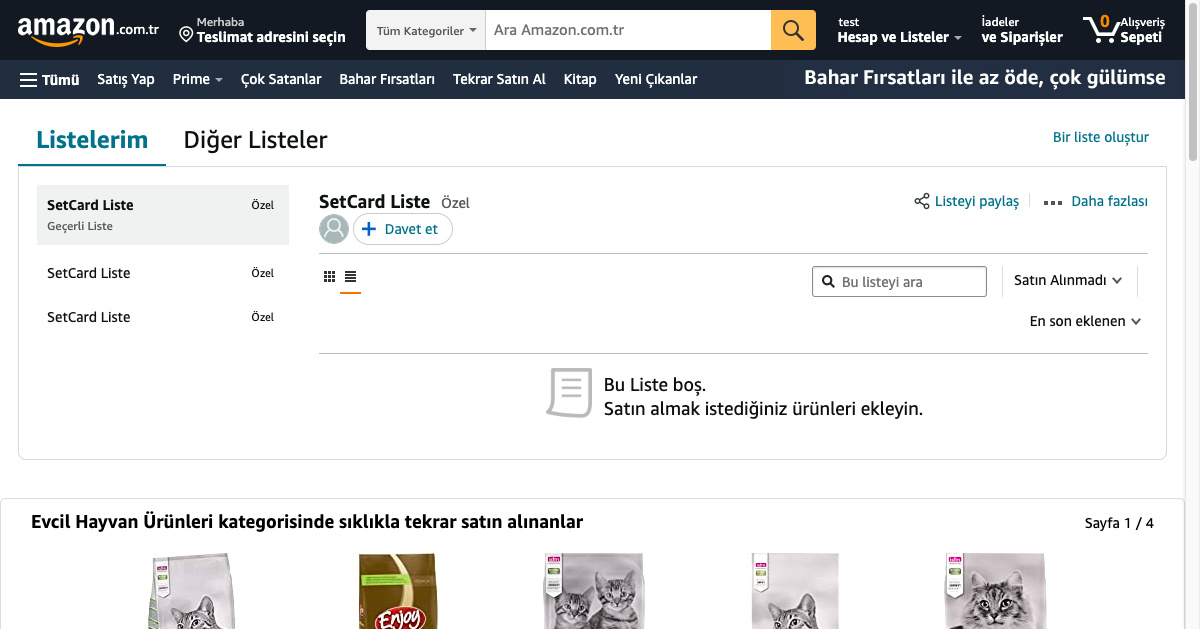 amazon.com.tr
Merhaba
Teslimat adresini seçin
Tüm Kategoriler
Ara Amazon.com.tr
test
Hesap ve Listeler
İadeler
ve Siparişler
0
Alışveriş
Sepeti
Tümü
Satış Yap
Prime
Çok Satanlar
Bahar Fırsatları
Tekrar Satın Al
Kitap
Yeni Çıkanlar
Bahar Fırsatları ile az öde, çok gülümse
Listelerim
Diğer Listeler
Bir liste oluştur
SetCard Liste
Özel
Geçerli Liste
SetCard Liste
Özel
SetCard Liste
Özel
SetCard Liste
Özel
Listeyi paylaş
Daha fazlası
Davet et
Bu listeyi ara
Satın Alınmadı
En son eklenen
Bu Liste boş.
Satın almak istediğiniz ürünleri ekleyin.
Evcil Hayvan Ürünleri kategorisinde sıklıkla tekrar satın alınanlar
Sayfa 1 / 4
Enjoy